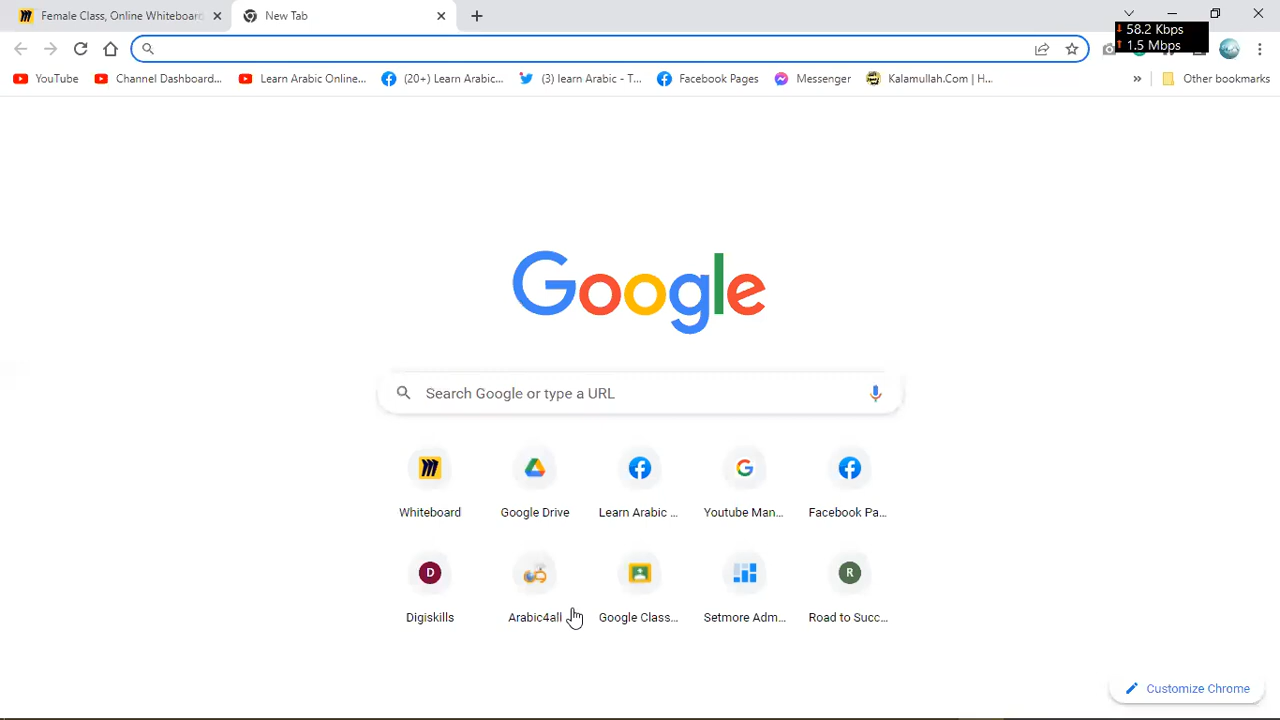 Female Class, Online Whiteboard
New Tab
58.2 Kbps
1.5 Mbps
YouTube
Channel Dashboard...
Learn Arabic Online...
(20+) Learn Arabic...
(3) learn Arabic - T...
Facebook Pages
Messenger
Kalamullah.Com | H...
Other bookmarks
Google
Search Google or type a URL
Whiteboard
Google Drive
Learn Arabic ...
Youtube Man...
Facebook Pa...
D
R
Digiskills
Arabic4all
Google Class...
Setmore Adm...
Road to Succ...
Customize Chrome